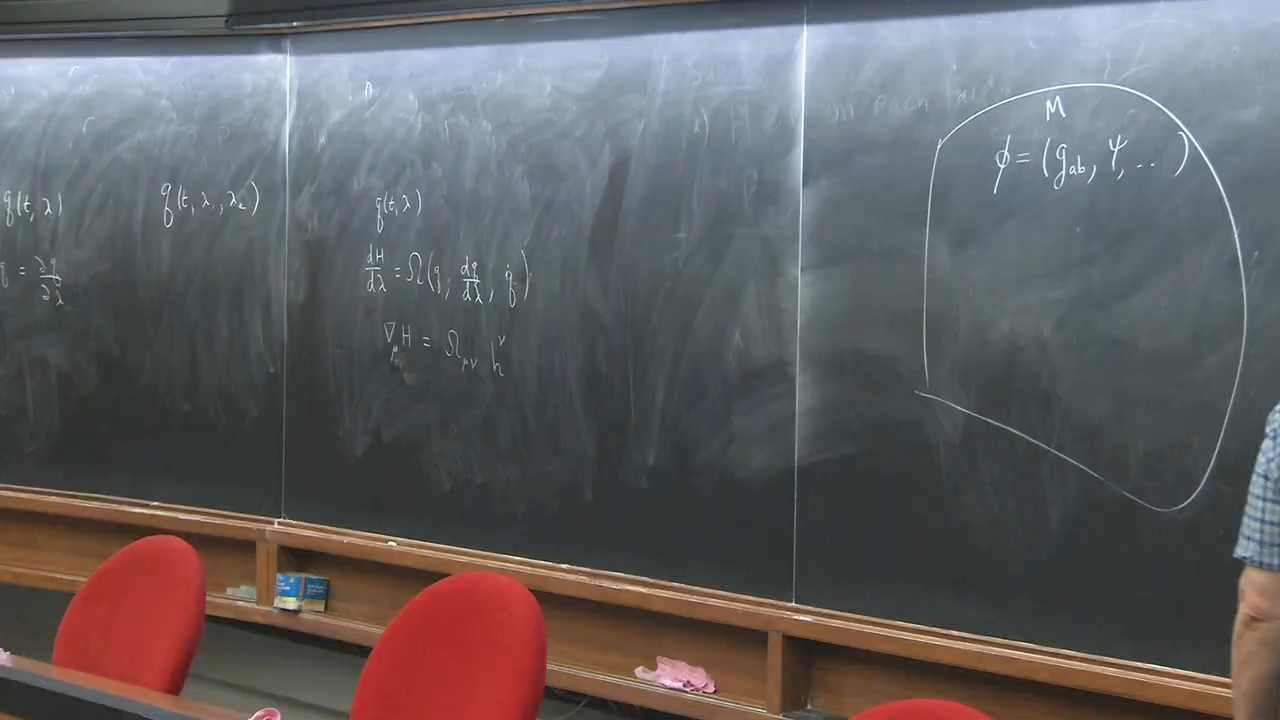 q(t, λ)
q = ∂q/∂λ
q(t, λ₁, λ₂)
q(t, λ)
dH/dλ = Ω(q; dq/dλ, q̇)
∇_μ H = Ω_μν h^ν
M
ϕ = (g_ab, ψ, ...)